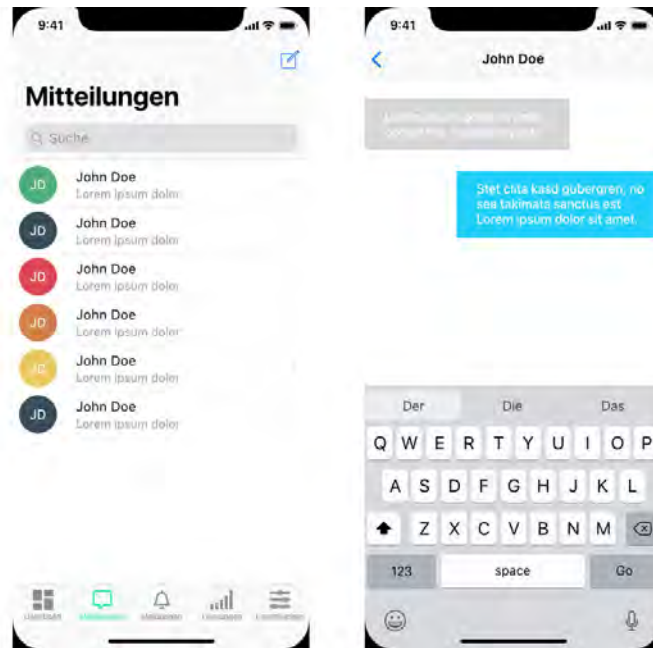 9:41
Mitteilungen
Suche
JD
John Doe
Lorem ipsum dolor
JD
John Doe
Lorem ipsum dolor
JD
John Doe
Lorem ipsum dolor
JD
John Doe
Lorem ipsum dolor
JD
John Doe
Lorem ipsum dolor
JD
John Doe
Lorem ipsum dolor
9:41
John Doe
Stet clita kasd gubergren, no
sea takimata sanctus est
Lorem ipsum dolor sit amet.
Der Die Das
Q W E R T Y U I O P
A S D F G H J K L
Z X C V B N M
123 space Go